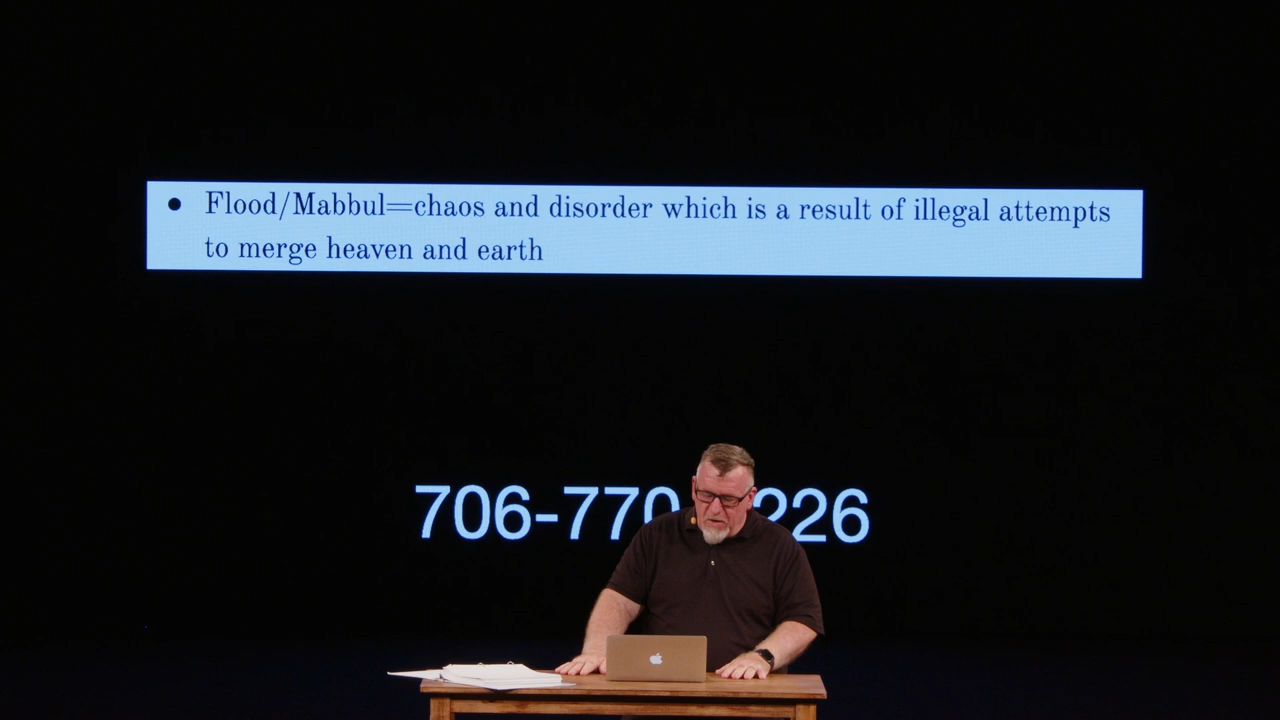 • Flood/Mabbul=chaos and disorder which is a result of illegal attempts
to merge heaven and earth
706-770 226